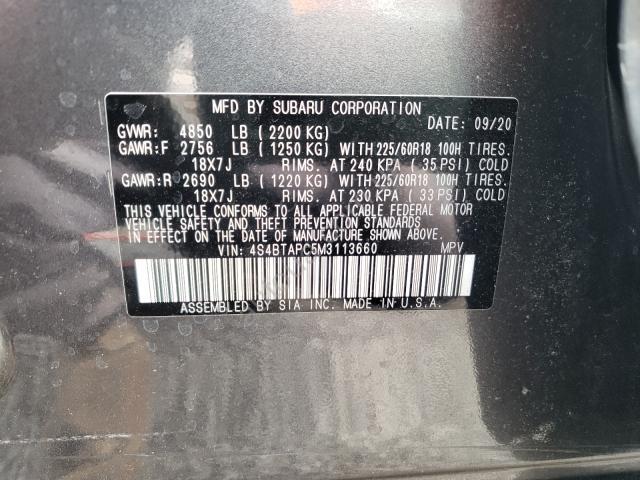 MFD BY SUBARU CORPORATION
GVWR: 4850 LB (2200 KG) DATE: 09/20
GAWR:F 2756 LB (1250 KG) WITH 225/60R18 100H TIRES.
18X7J RIMS. AT 240 KPA (35 PSI) COLD
GAWR:R 2690 LB (1220 KG) WITH 225/60R18 100H TIRES.
18X7J RIMS. AT 230 KPA (33 PSI) COLD
THIS VEHICLE CONFORMS TO ALL APPLICABLE FEDERAL MOTOR
VEHICLE SAFETY AND THEFT PREVENTION STANDARDS IN
EFFECT ON THE DATE OF MANUFACTURE SHOWN ABOVE.
VIN: 4S4BTAPC5M3113660 MPV
ASSEMBLED BY SIA INC. MADE IN U.S.A.